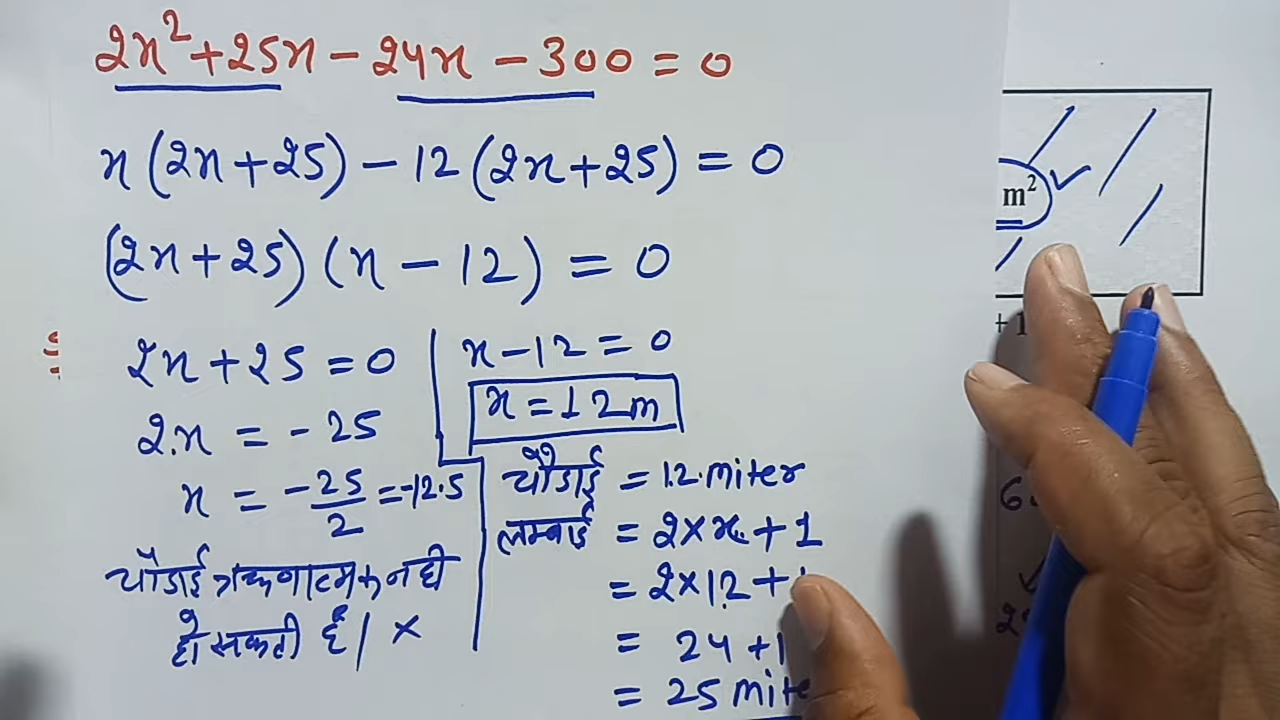 2x² + 25x - 24x - 300 = 0
x (2x + 25) - 12 (2x + 25) = 0
(2x + 25) (x - 12) = 0
2x + 25 = 0
2.x = - 25
x = -25/2 = -12.5
चौडाई ऋणात्मक नही
हो सकती है | ×
x - 12 = 0
x = 12m
चौडाई = 12.miter
लम्बाई = 2 × x + 1
= 2 × 12 +
= 24 + 1
= 25 mite
m²
+ 1